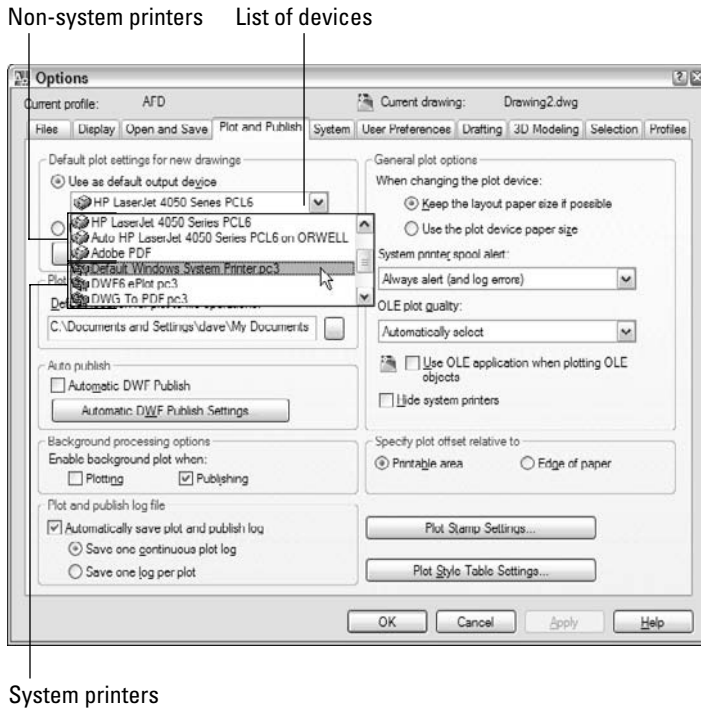 Non-system printers
List of devices
Options
Current profile: AFD
Current drawing: Drawing2.dwg
Files
Display
Open and Save
Plot and Publish
System
User Preferences
Drafting
3D Modeling
Selection
Profiles
Default plot settings for new drawings
Use as default output device
HP LaserJet 4050 Series PCL6
HP LaserJet 4050 Series PCL6
Auto HP LaserJet 4050 Series PCL6 on ORWELL
Adobe PDF
Default Windows System Printer.pc3
DWF6 ePlot.pc3
DWG To PDF.pc3
Plot
C:\Documents and Settings\dave\My Documents
Auto publish
Automatic DWF Publish
Automatic DWF Publish Settings...
Background processing options
Enable background plot when:
Plotting
Publishing
Plot and publish log file
Automatically save plot and publish log
Save one continuous plot log
Save one log per plot
General plot options
When changing the plot device:
Keep the layout paper size if possible
Use the plot device paper size
System printer spool alert:
Always alert (and log errors)
OLE plot quality:
Automatically select
Use OLE application when plotting OLE
objects
Hide system printers
Specify plot offset relative to
Printable area
Edge of paper
Plot Stamp Settings...
Plot Style Table Settings...
OK
Cancel
Apply
Help
System printers